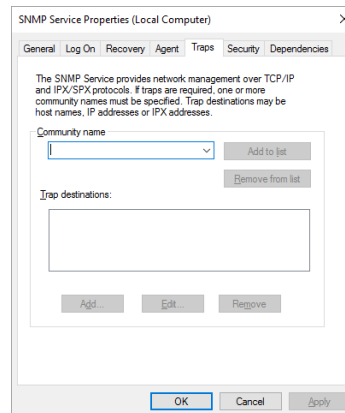 SNMP Service Properties (Local Computer)
General Log On Recovery Agent Traps Security Dependencies
The SNMP Service provides network management over TCP/IP
and IPX/SPX protocols. If traps are required, one or more
community names must be specified. Trap destinations may be
host names, IP addresses or IPX addresses.
Community name
Add to list
Remove from list
Trap destinations:
Add... Edit... Remove
OK Cancel Apply